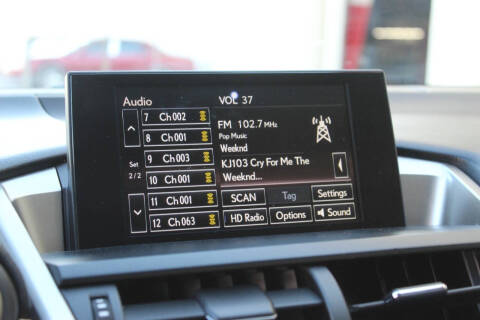 Audio
VOL 37
7 Ch002
8 Ch001
Set
9 Ch003
2/2
10 Ch001
11 Ch001
12 Ch063
FM 102.7 MHz
Pop Music
Weeknd
KJ103 Cry For Me The
Weeknd...
SCAN
Tag
Settings
HD Radio
Options
Sound